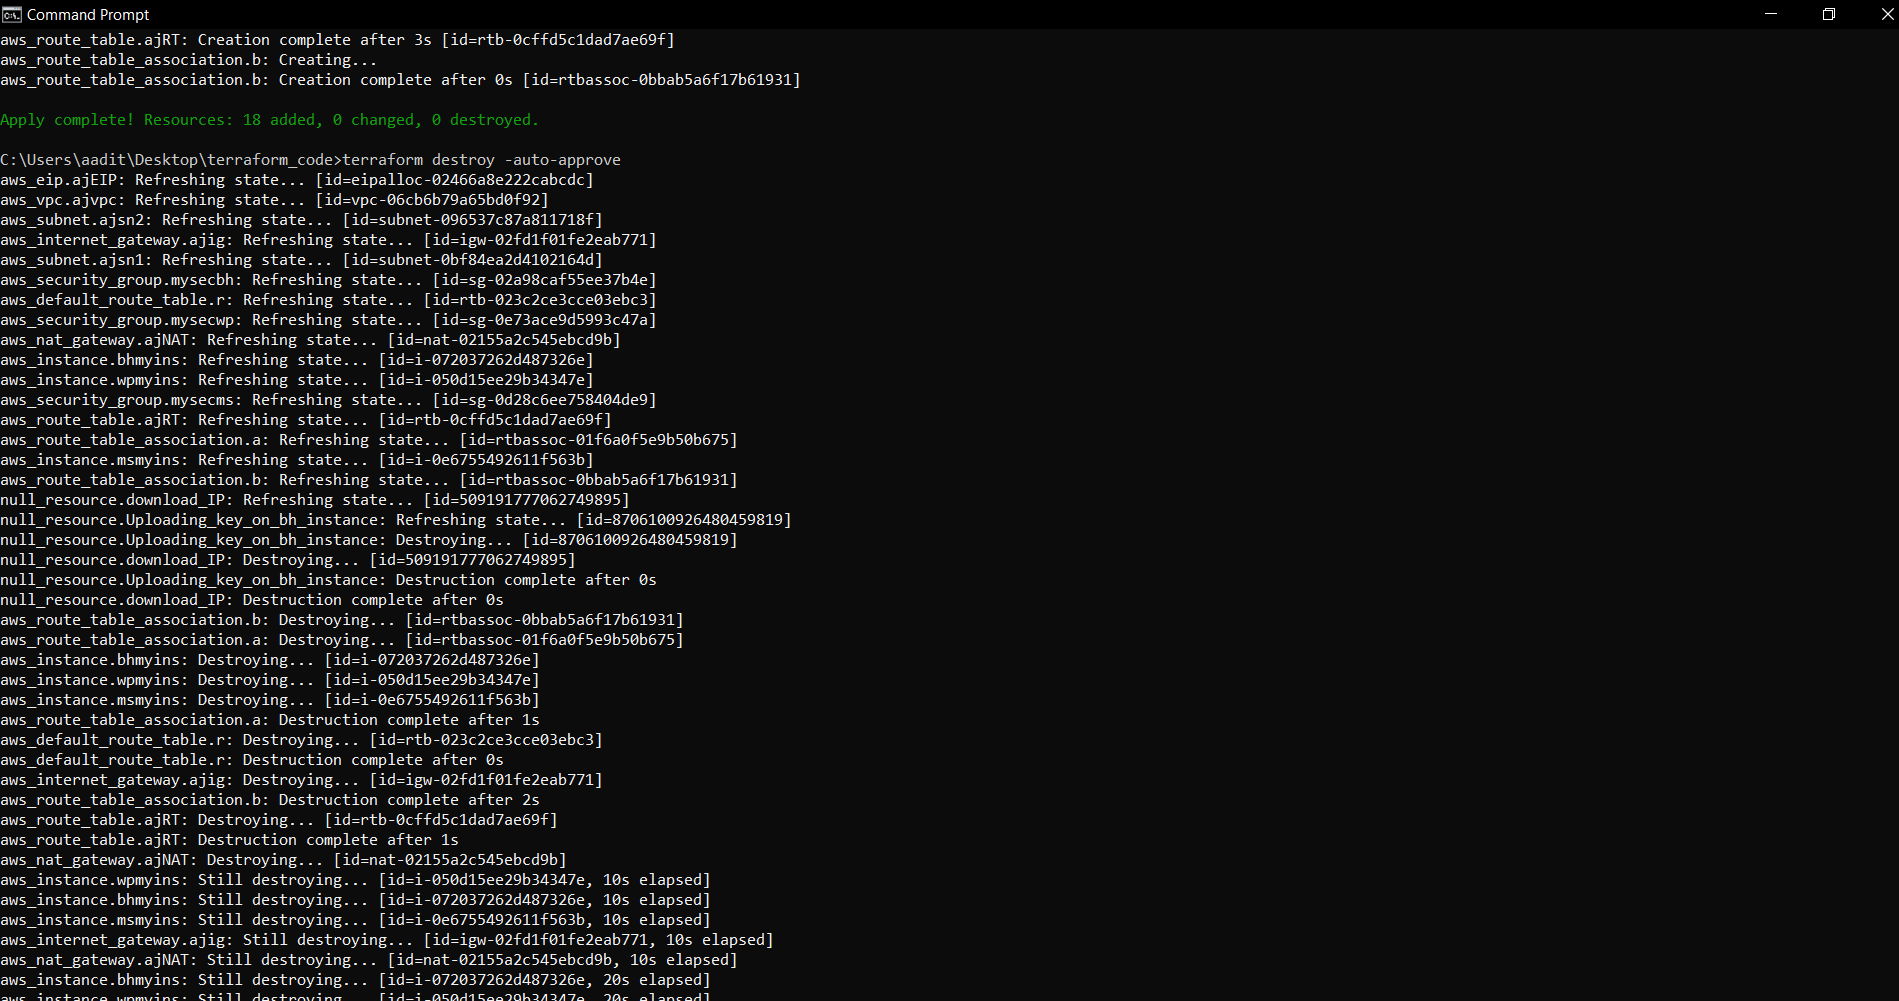 Command Prompt
aws_route_table.ajRT: Creation complete after 3s [id=rtb-0cffd5c1dad7ae69f]
aws_route_table_association.b: Creating...
aws_route_table_association.b: Creation complete after 0s [id=rtbassoc-0bbab5a6f17b61931]
Apply complete! Resources: 18 added, 0 changed, 0 destroyed.
C:\Users\aadit\Desktop\terraform_code>terraform destroy -auto-approve
aws_eip.ajEIP: Refreshing state... [id=eipalloc-02466a8e222cabcdc]
aws_vpc.ajvpc: Refreshing state... [id=vpc-06cb6b79a65bd0f92]
aws_subnet.ajsn2: Refreshing state... [id=subnet-096537c87a811718f]
aws_internet_gateway.ajig: Refreshing state... [id=igw-02fd1f01fe2eab771]
aws_subnet.ajsn1: Refreshing state... [id=subnet-0bf84ea2d4102164d]
aws_security_group.mysecbh: Refreshing state... [id=sg-02a98caf55ee37b4e]
aws_default_route_table.r: Refreshing state... [id=rtb-023c2ce3cce03ebc3]
aws_security_group.mysecwp: Refreshing state... [id=sg-0e73ace9d5993c47a]
aws_nat_gateway.ajNAT: Refreshing state... [id=nat-02155a2c545ebcd9b]
aws_instance.bhmyins: Refreshing state... [id=i-072037262d487326e]
aws_instance.wpmyins: Refreshing state... [id=i-050d15ee29b34347e]
aws_security_group.mysecms: Refreshing state... [id=sg-0d28c6ee758404de9]
aws_route_table.ajRT: Refreshing state... [id=rtb-0cffd5c1dad7ae69f]
aws_route_table_association.a: Refreshing state... [id=rtbassoc-01f6a0f5e9b50b675]
aws_instance.msmyins: Refreshing state... [id=i-0e6755492611f563b]
aws_route_table_association.b: Refreshing state... [id=rtbassoc-0bbab5a6f17b61931]
null_resource.download_IP: Refreshing state... [id=509191777062749895]
null_resource.Uploading_key_on_bh_instance: Refreshing state... [id=8706100926480459819]
null_resource.Uploading_key_on_bh_instance: Destroying... [id=8706100926480459819]
null_resource.download_IP: Destroying... [id=509191777062749895]
null_resource.Uploading_key_on_bh_instance: Destruction complete after 0s
null_resource.download_IP: Destruction complete after 0s
aws_route_table_association.b: Destroying... [id=rtbassoc-0bbab5a6f17b61931]
aws_route_table_association.a: Destroying... [id=rtbassoc-01f6a0f5e9b50b675]
aws_instance.bhmyins: Destroying... [id=i-072037262d487326e]
aws_instance.wpmyins: Destroying... [id=i-050d15ee29b34347e]
aws_instance.msmyins: Destroying... [id=i-0e6755492611f563b]
aws_route_table_association.a: Destruction complete after 1s
aws_default_route_table.r: Destroying... [id=rtb-023c2ce3cce03ebc3]
aws_default_route_table.r: Destruction complete after 0s
aws_internet_gateway.ajig: Destroying... [id=igw-02fd1f01fe2eab771]
aws_route_table_association.b: Destruction complete after 2s
aws_route_table.ajRT: Destroying... [id=rtb-0cffd5c1dad7ae69f]
aws_route_table.ajRT: Destruction complete after 1s
aws_nat_gateway.ajNAT: Destroying... [id=nat-02155a2c545ebcd9b]
aws_instance.wpmyins: Still destroying... [id=i-050d15ee29b34347e, 10s elapsed]
aws_instance.bhmyins: Still destroying... [id=i-072037262d487326e, 10s elapsed]
aws_instance.msmyins: Still destroying... [id=i-0e6755492611f563b, 10s elapsed]
aws_internet_gateway.ajig: Still destroying... [id=igw-02fd1f01fe2eab771, 10s elapsed]
aws_nat_gateway.ajNAT: Still destroying... [id=nat-02155a2c545ebcd9b, 10s elapsed]
aws_instance.bhmyins: Still destroying... [id=i-072037262d487326e, 20s elapsed]
aws_instance.wpmyins: Still destroying... [id=i-050d15ee29b34347e, 20s elapsed]